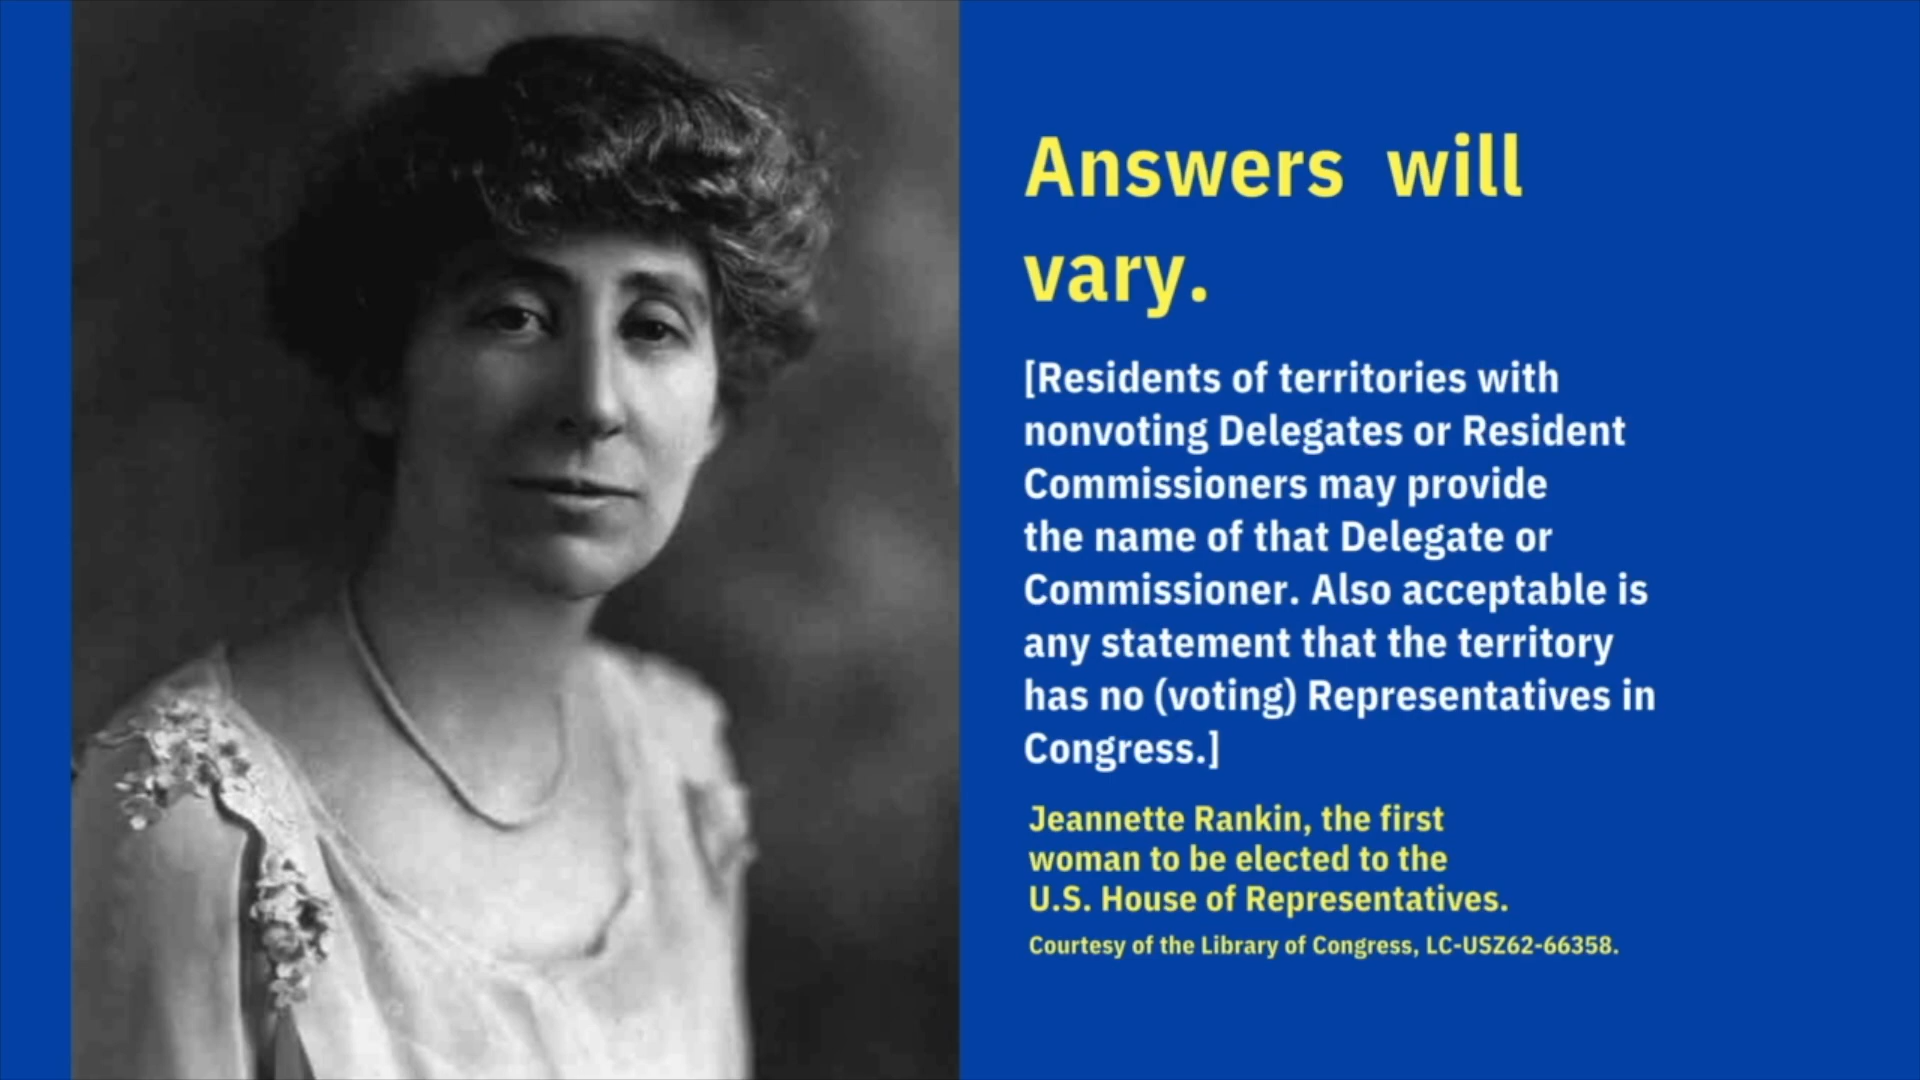 Answers will
vary.
[Residents of territories with
nonvoting Delegates or Resident
Commissioners may provide
the name of that Delegate or
Commissioner. Also acceptable is
any statement that the territory
has no (voting) Representatives in
Congress.]
Jeannette Rankin, the first
woman to be elected to the
U.S. House of Representatives.
Courtesy of the Library of Congress, LC-USZ62-66358.